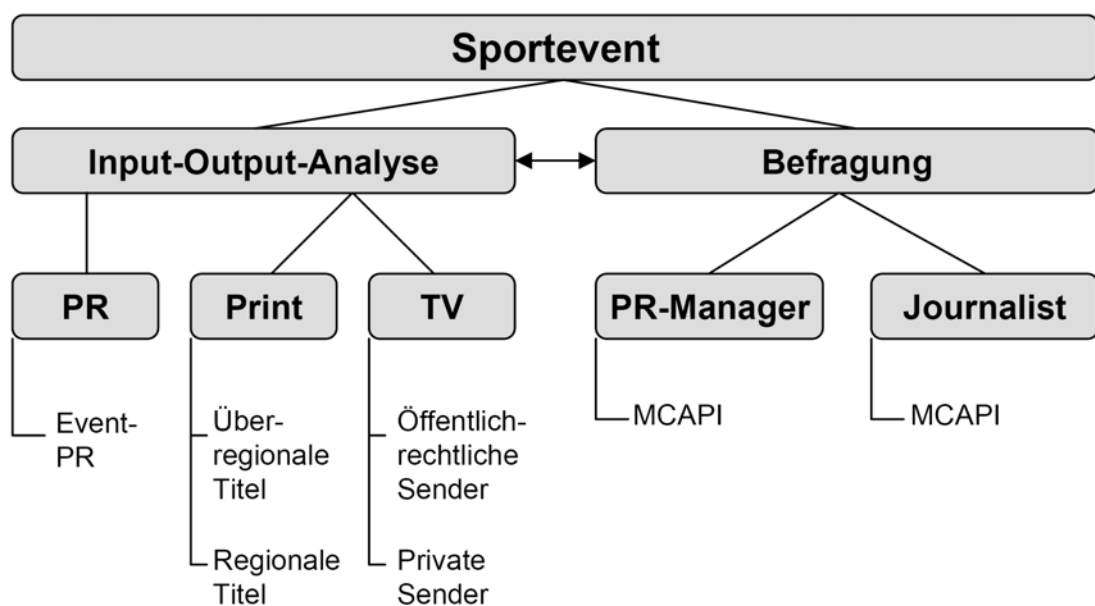 Sportevent
Input-Output-Analyse
Befragung
PR
Print
TV
PR-Manager
Journalist
Event-
PR
Über-
regionale
Titel
Regionale
Titel
Öffentlich-
rechtliche
Sender
Private
Sender
MCAPI
MCAPI